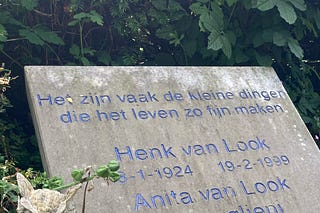 Het zijn vaak de kleine dingen
die het leven zo fijn maken
Henk van Look
-1-1924 19-2-1999
Anita van Look